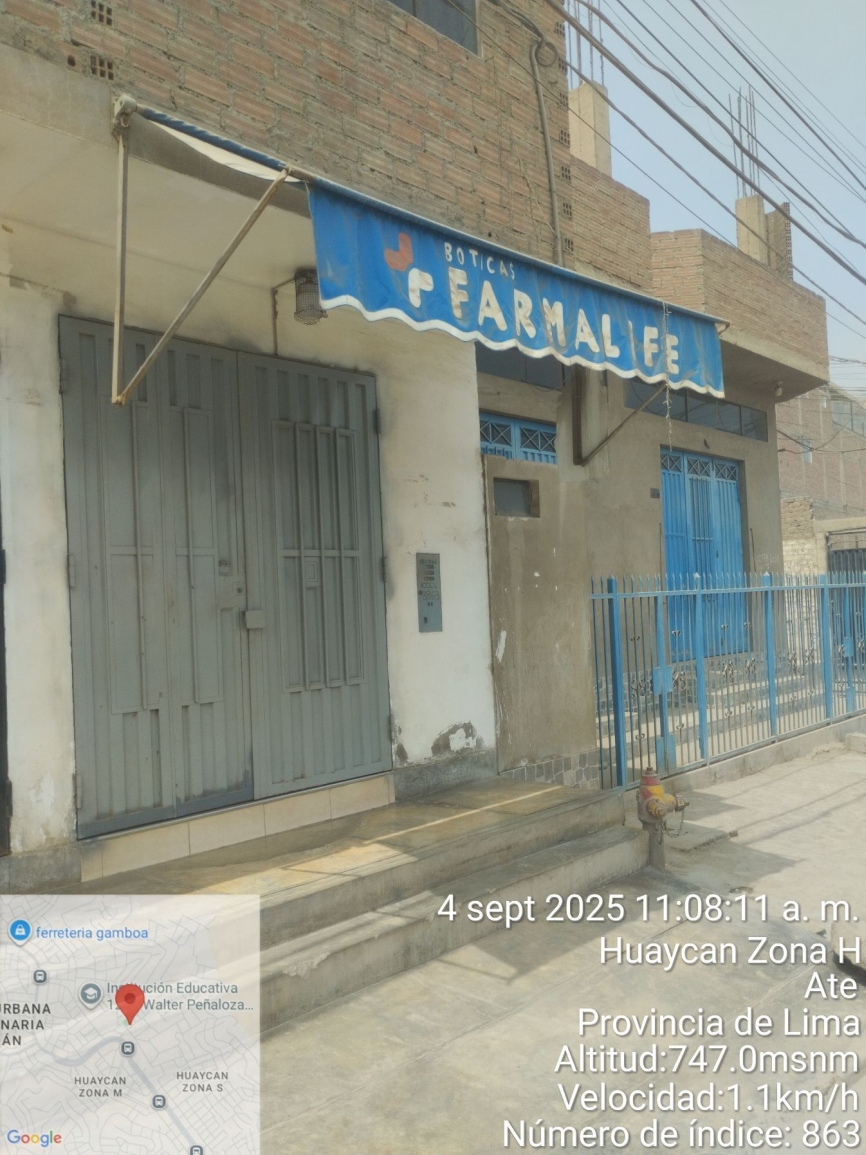 BOTICAS
FARMALIFE
4 sept 2025 11:08:11 a. m.
Huaycan Zona H
Ate
Provincia de Lima
Altitud:747.0msnm
Velocidad:1.1km/h
Número de índice: 863
ferreteria gamboa
Educativa
Walter Peñaloza...
URBANA
NARIA
ÁN
HUAYCAN
ZONA M
HUAYCAN
ZONA S
Google